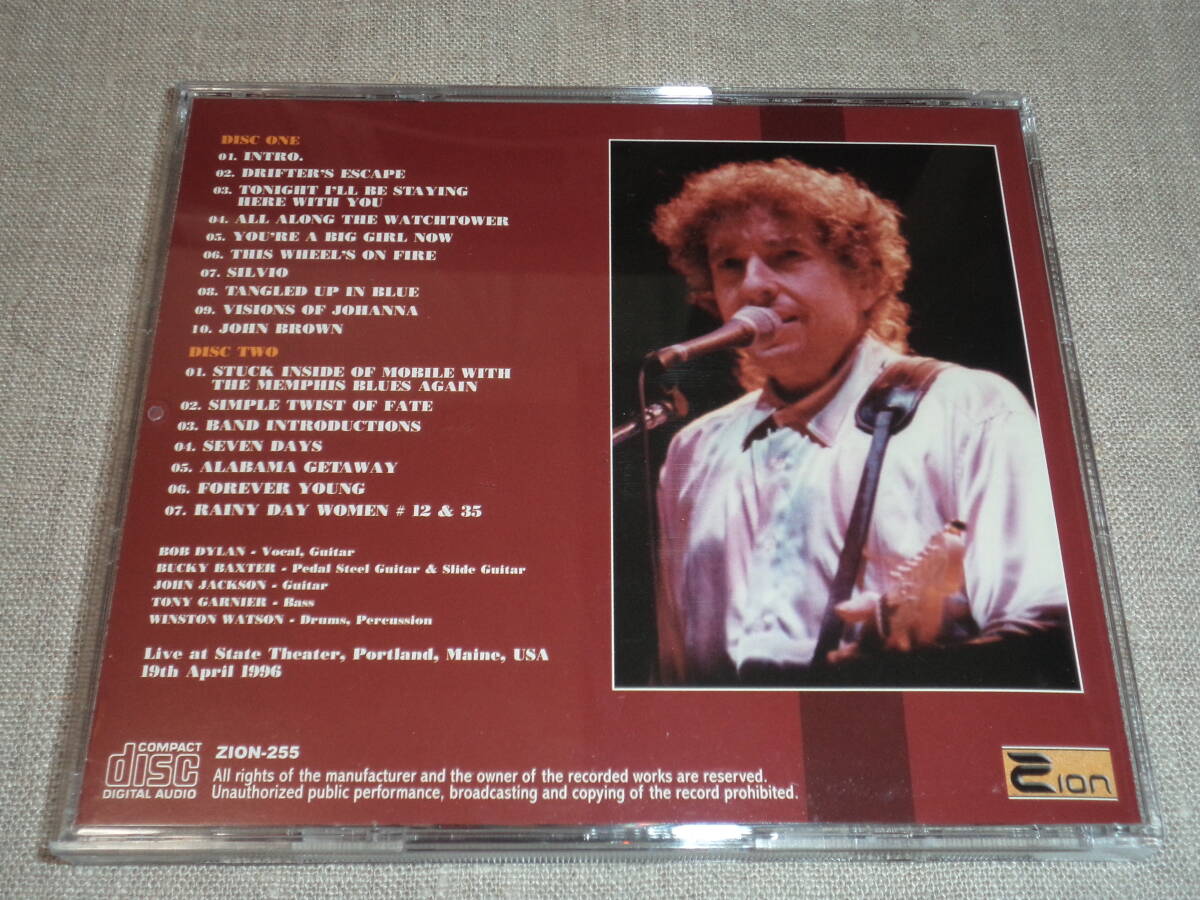 DISC ONE
01. INTRO.
02. DRIFTER'S ESCAPE
03. TONIGHT I'LL BE STAYING
HERE WITH YOU
04. ALL ALONG THE WATCHTOWER
05. YOU'RE A BIG GIRL NOW
06. THIS WHEEL'S ON FIRE
07. SILVIO
08. TANGLED UP IN BLUE
09. VISIONS OF JOHANNA
10. JOHN BROWN
DISC TWO
01. STUCK INSIDE OF MOBILE WITH
THE MEMPHIS BLUES AGAIN
02. SIMPLE TWIST OF FATE
03. BAND INTRODUCTIONS
04. SEVEN DAYS
05. ALABAMA GETAWAY
06. FOREVER YOUNG
07. RAINY DAY WOMEN # 12 & 35
BOB DYLAN - Vocal, Guitar
BUCKY BAXTER - Pedal Steel Guitar & Slide Guitar
JOHN JACKSON - Guitar
TONY GARNIER - Bass
WINSTON WATSON - Drums, Percussion
Live at State Theater, Portland, Maine, USA
19th April 1996
COMPACT
disc
DIGITAL AUDIO
ZION-255
All rights of the manufacturer and the owner of the recorded works are reserved.
Unauthorized public performance, broadcasting and copying of the record prohibited.
Zion